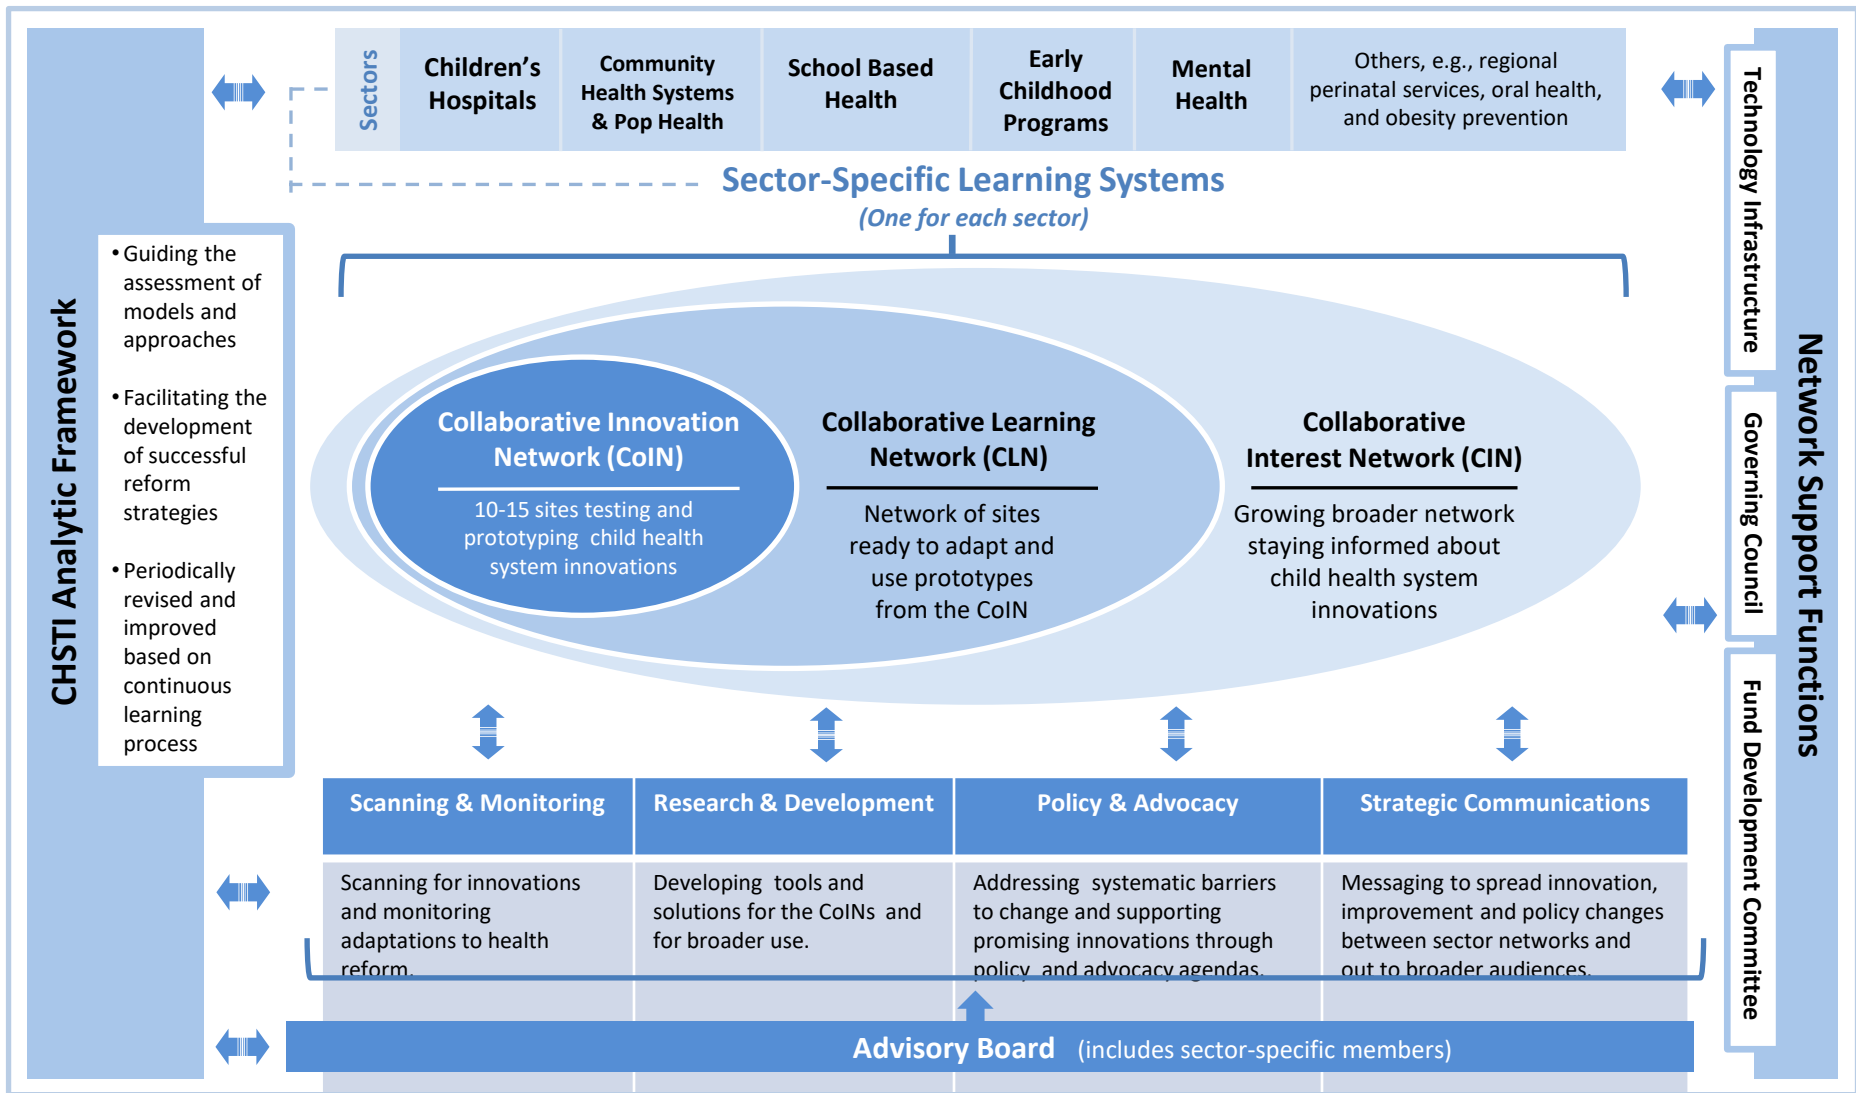 Sectors
Children's
Hospitals
Community
Health Systems
& Pop Health
School Based
Health
Early
Childhood
Programs
Mental
Health
Others, e.g., regional
perinatal services, oral health,
and obesity prevention
Sector-Specific Learning Systems
(One for each sector)
CHSTI Analytic Framework
• Guiding the
assessment of
models and
approaches
• Facilitating the
development
of successful
reform
strategies
• Periodically
revised and
improved
based on
continuous
learning
process
Collaborative Innovation
Network (CoIN)
10-15 sites testing and
prototyping child health
system innovations
Collaborative Learning
Network (CLN)
Network of sites
ready to adapt and
use prototypes
from the CoIN
Collaborative
Interest Network (CIN)
Growing broader network
staying informed about
child health system
innovations
Technology Infrastructure
Governing Council
Fund Development Committee
Network Support Functions
Scanning & Monitoring
Scanning for innovations
and monitoring
adaptations to health
reform.
Research & Development
Developing tools and
solutions for the CoINs and
for broader use.
Policy & Advocacy
Addressing systematic barriers
to change and supporting
promising innovations through
policy and advocacy agendas.
Strategic Communications
Messaging to spread innovation,
improvement and policy changes
between sector networks and
out to broader audiences.
Advisory Board (includes sector-specific members)